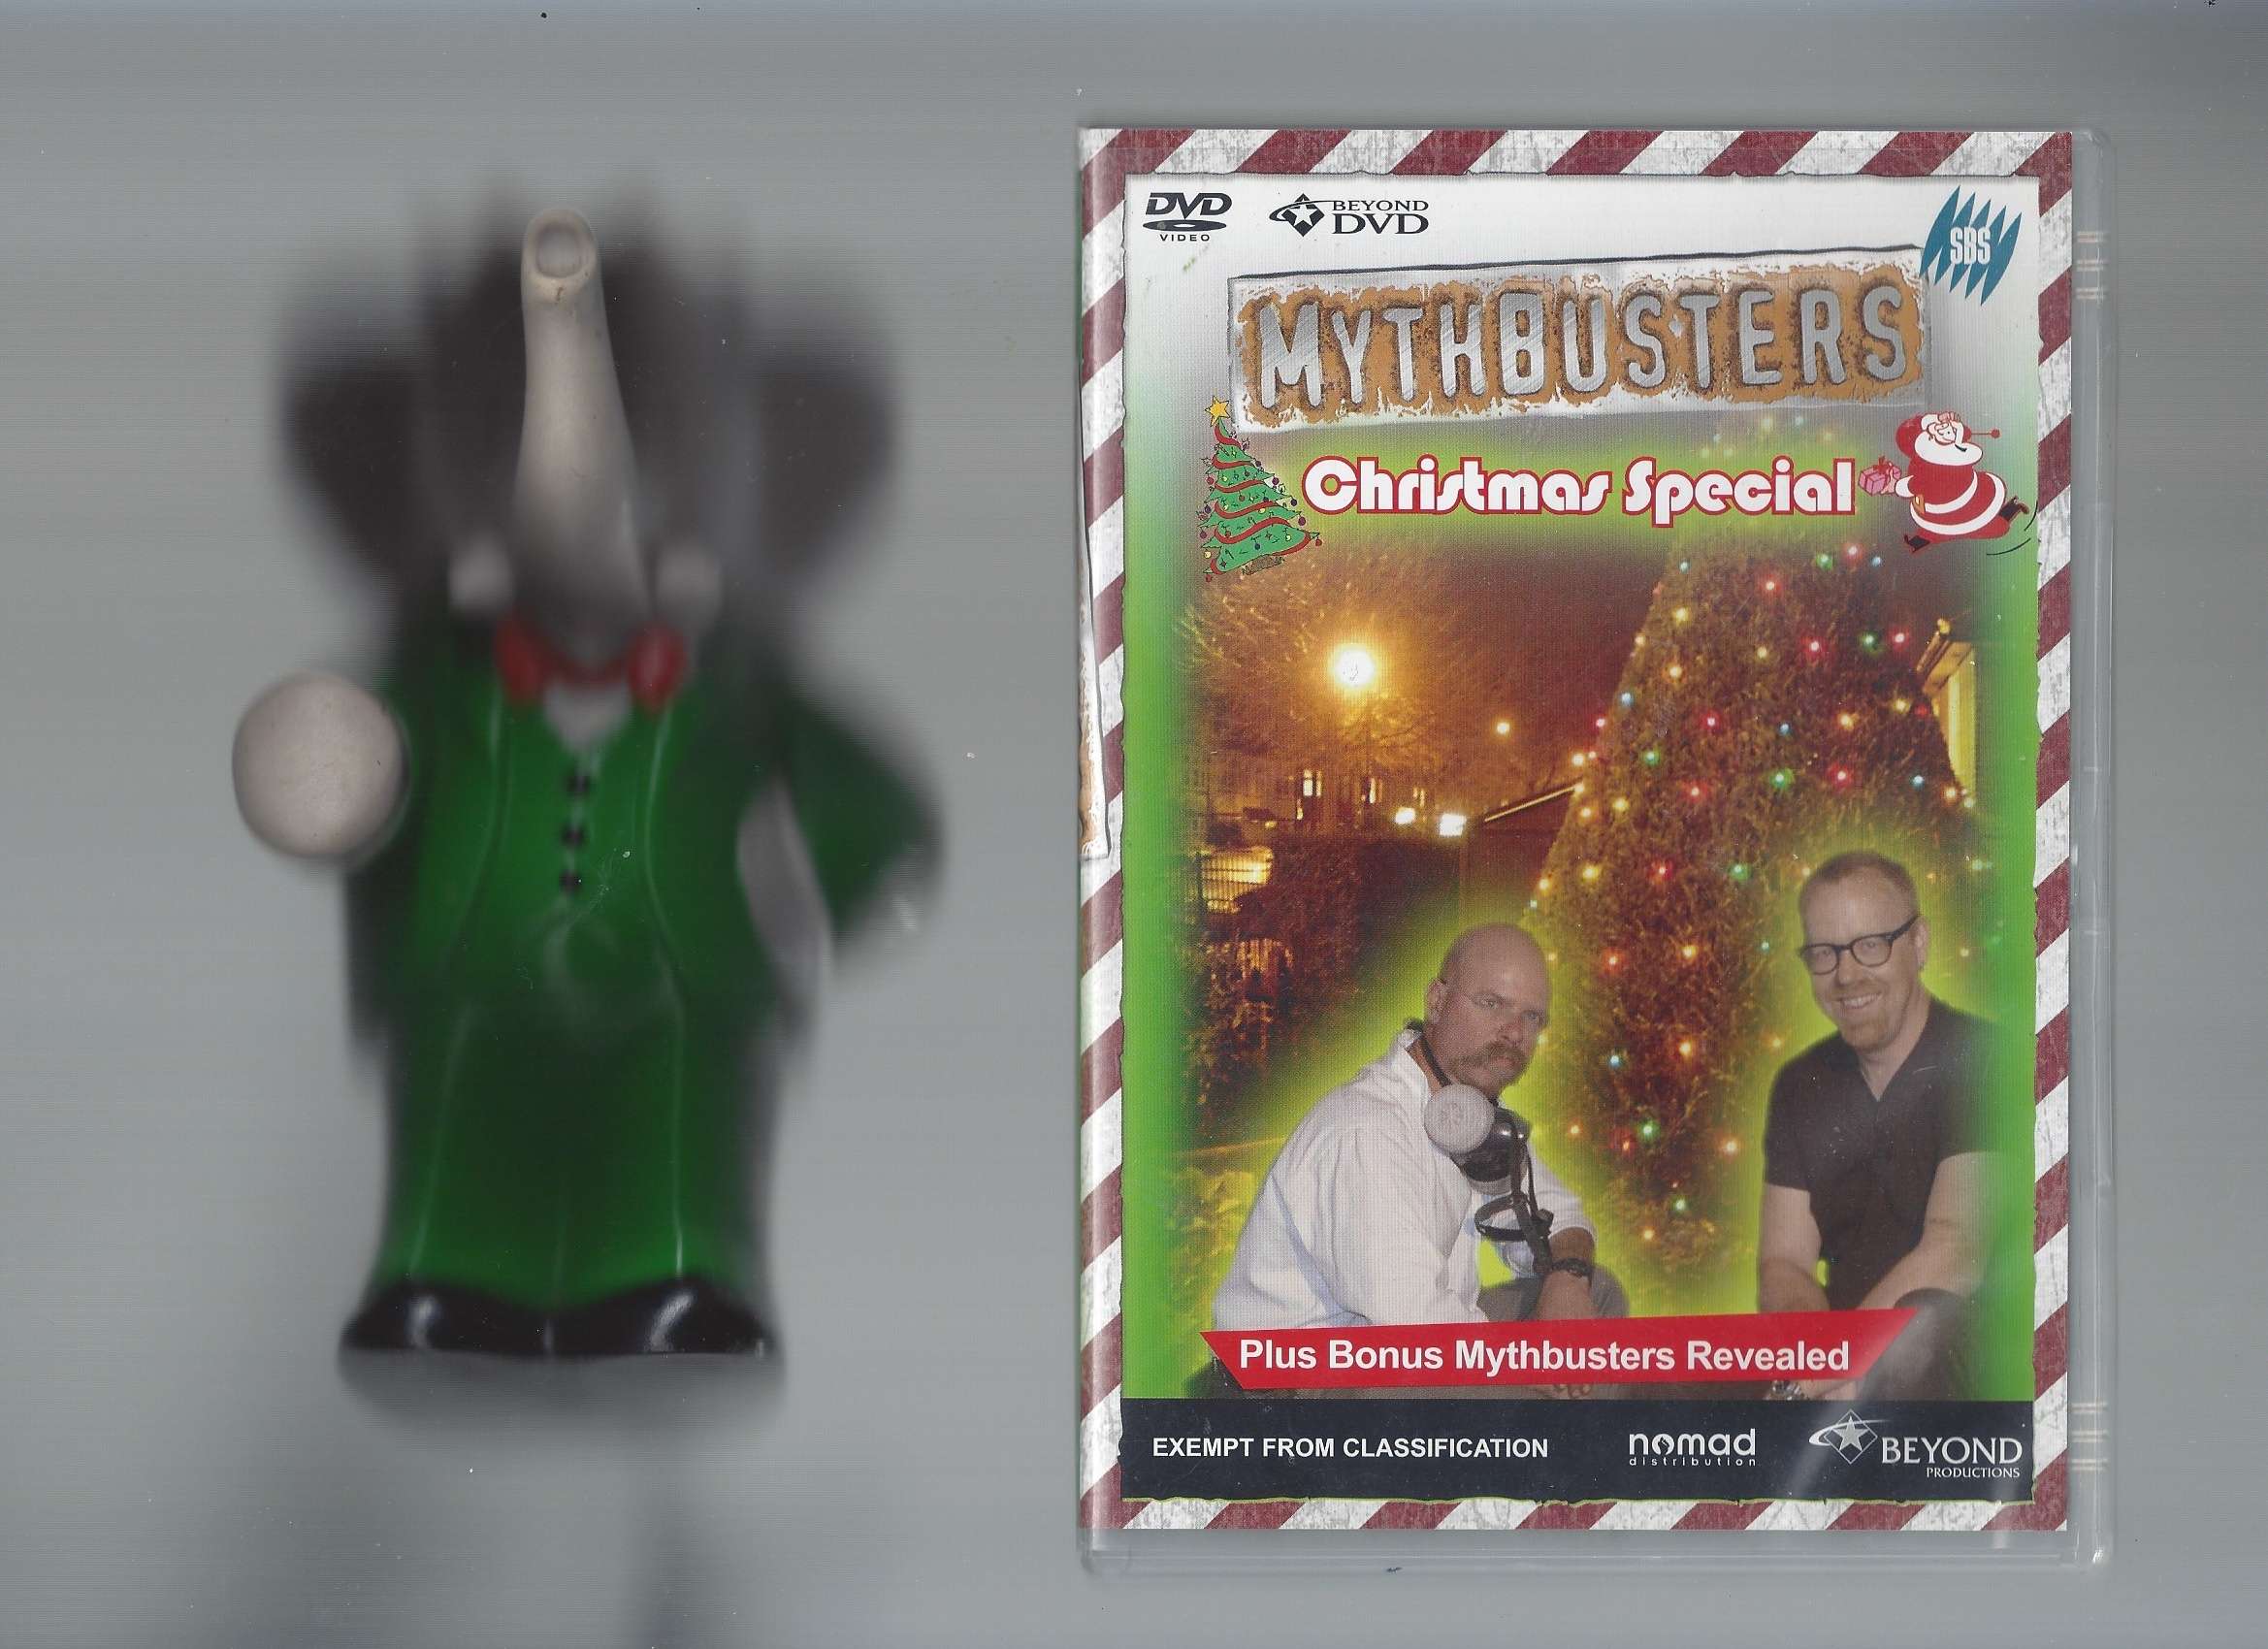 DVD
VIDEO
BEYOND
DVD
SBS
MYTHBUSTERS
Christmas Special
Plus Bonus Mythbusters Revealed
EXEMPT FROM CLASSIFICATION
nomad
distribution
BEYOND
PRODUCTIONS